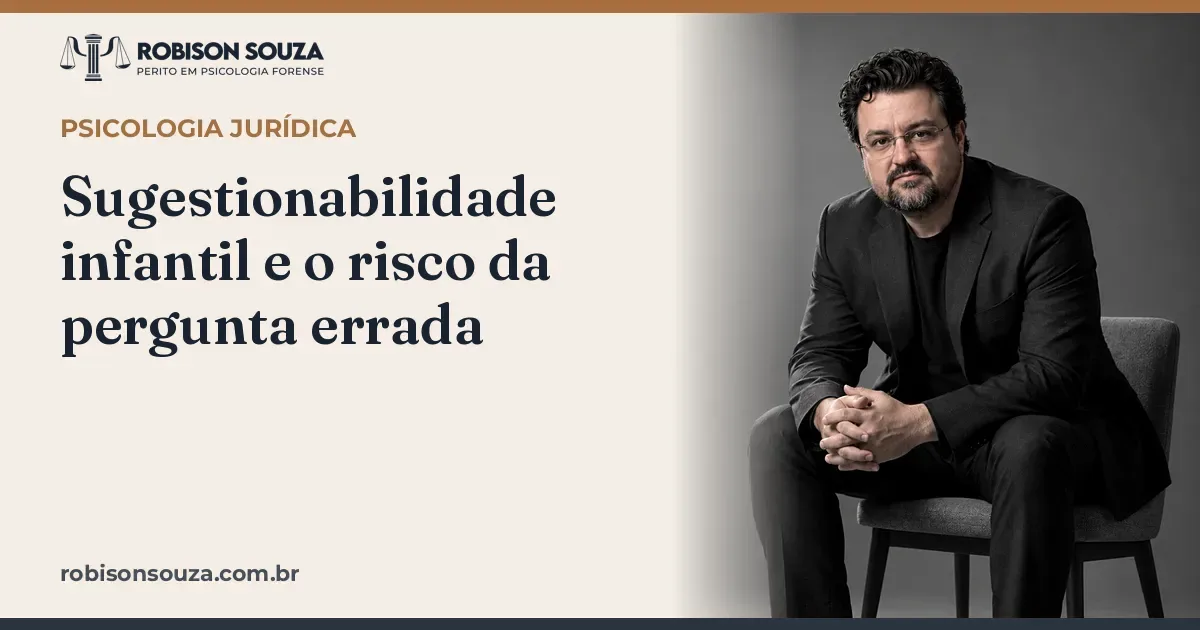 ROBISON SOUZA
PERITO EM PSICOLOGIA FORENSE
PSICOLOGIA JURÍDICA
Sugestionabilidade
infantil e o risco da
pergunta errada
robisonsouza.com.br